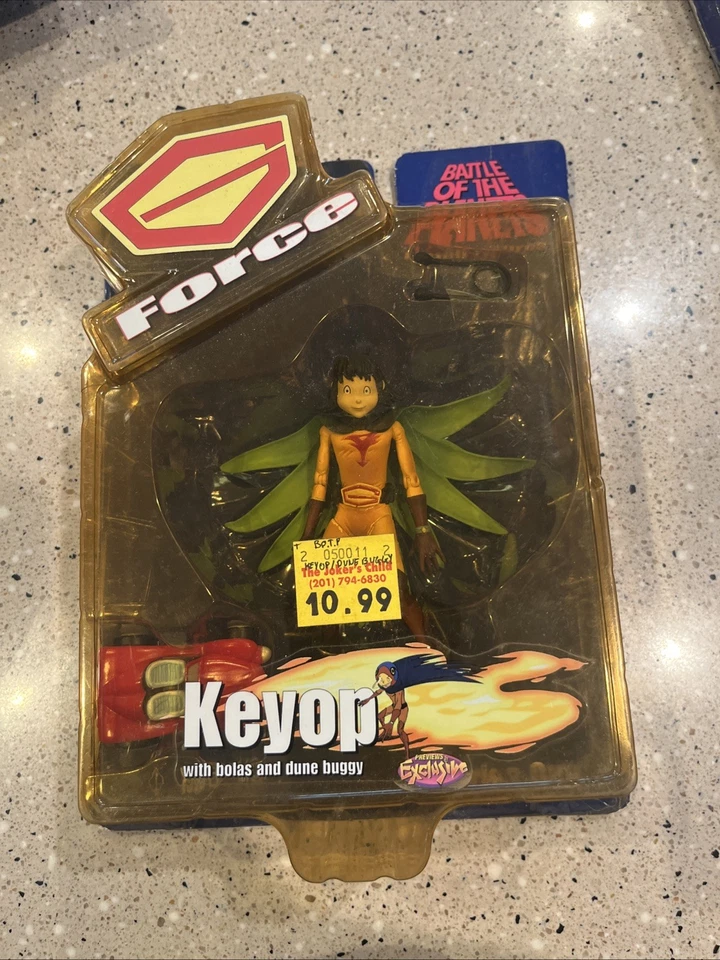 G
Force
BATTLE
OF THE
PLANETS
T B.O.T.P
2 050011 2
KEYOP/DUNE BUGGY
The Joker's Child
(201) 794-6830
10.99
Keyop
with bolas and dune buggy
PREVIEWS
Exclusive